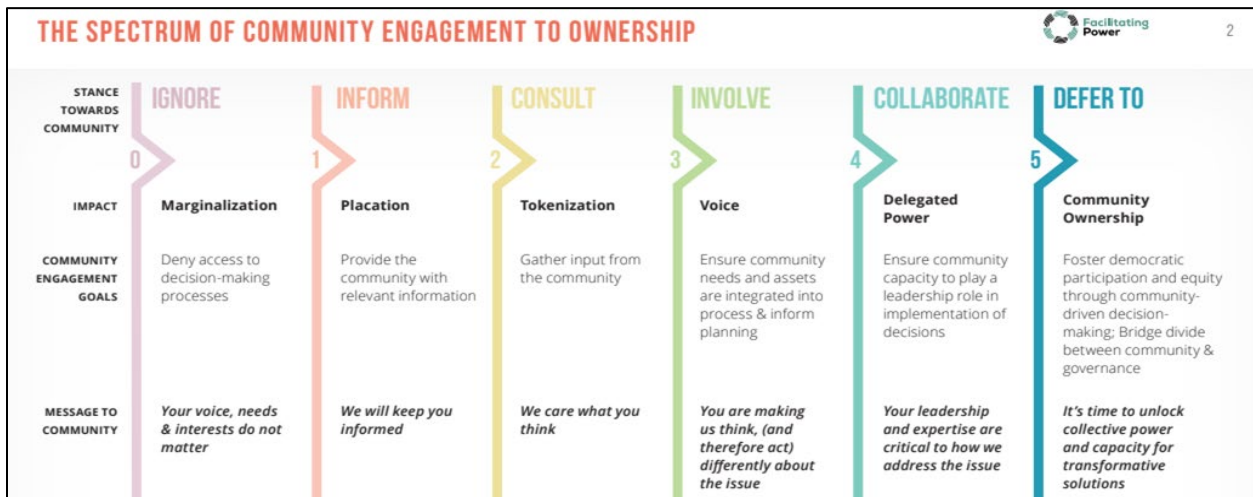 THE SPECTRUM OF COMMUNITY ENGAGEMENT TO OWNERSHIP
Facilitating
Power
2
STANCE
TOWARDS
COMMUNITY
IGNORE
INFORM
CONSULT
INVOLVE
COLLABORATE
DEFER TO
0
1
2
3
4
5
IMPACT
Marginalization
Placation
Tokenization
Voice
Delegated
Power
Community
Ownership
COMMUNITY
ENGAGEMENT
GOALS
Deny access to
decision-making
processes
Provide the
community with
relevant information
Gather input from
the community
Ensure community
needs and assets
are integrated into
process & inform
planning
Ensure community
capacity to play a
leadership role in
implementation of
decisions
Foster democratic
participation and equity
through community-
driven decision-
making; Bridge divide
between community &
governance
MESSAGE TO
COMMUNITY
Your voice, needs
& interests do not
matter
We will keep you
informed
We care what you
think
You are making
us think, (and
therefore act)
differently about
the issue
Your leadership
and expertise are
critical to how we
address the issue
It’s time to unlock
collective power
and capacity for
transformative
solutions